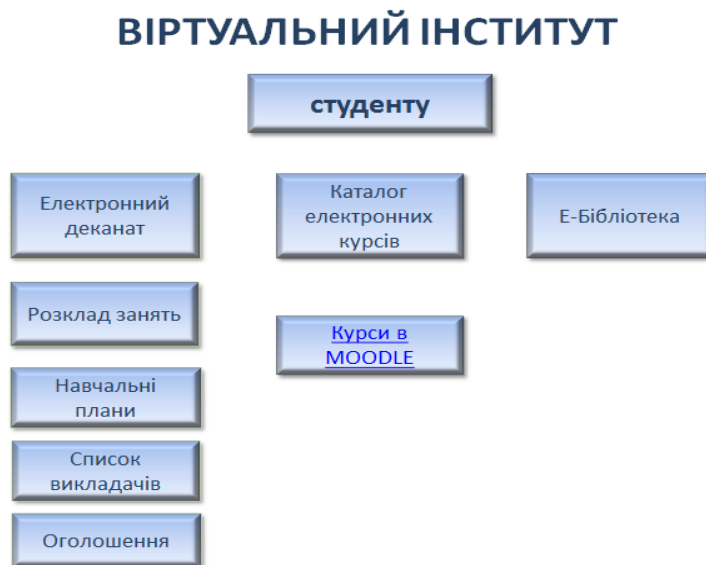 ВІРТУАЛЬНИЙ ІНСТИТУТ
студенту
Електронний
деканат
Каталог
електронних
курсів
Е-Бібліотека
Розклад занять
Курси в
MOODLE
Навчальні
плани
Список
викладачів
Оголошення